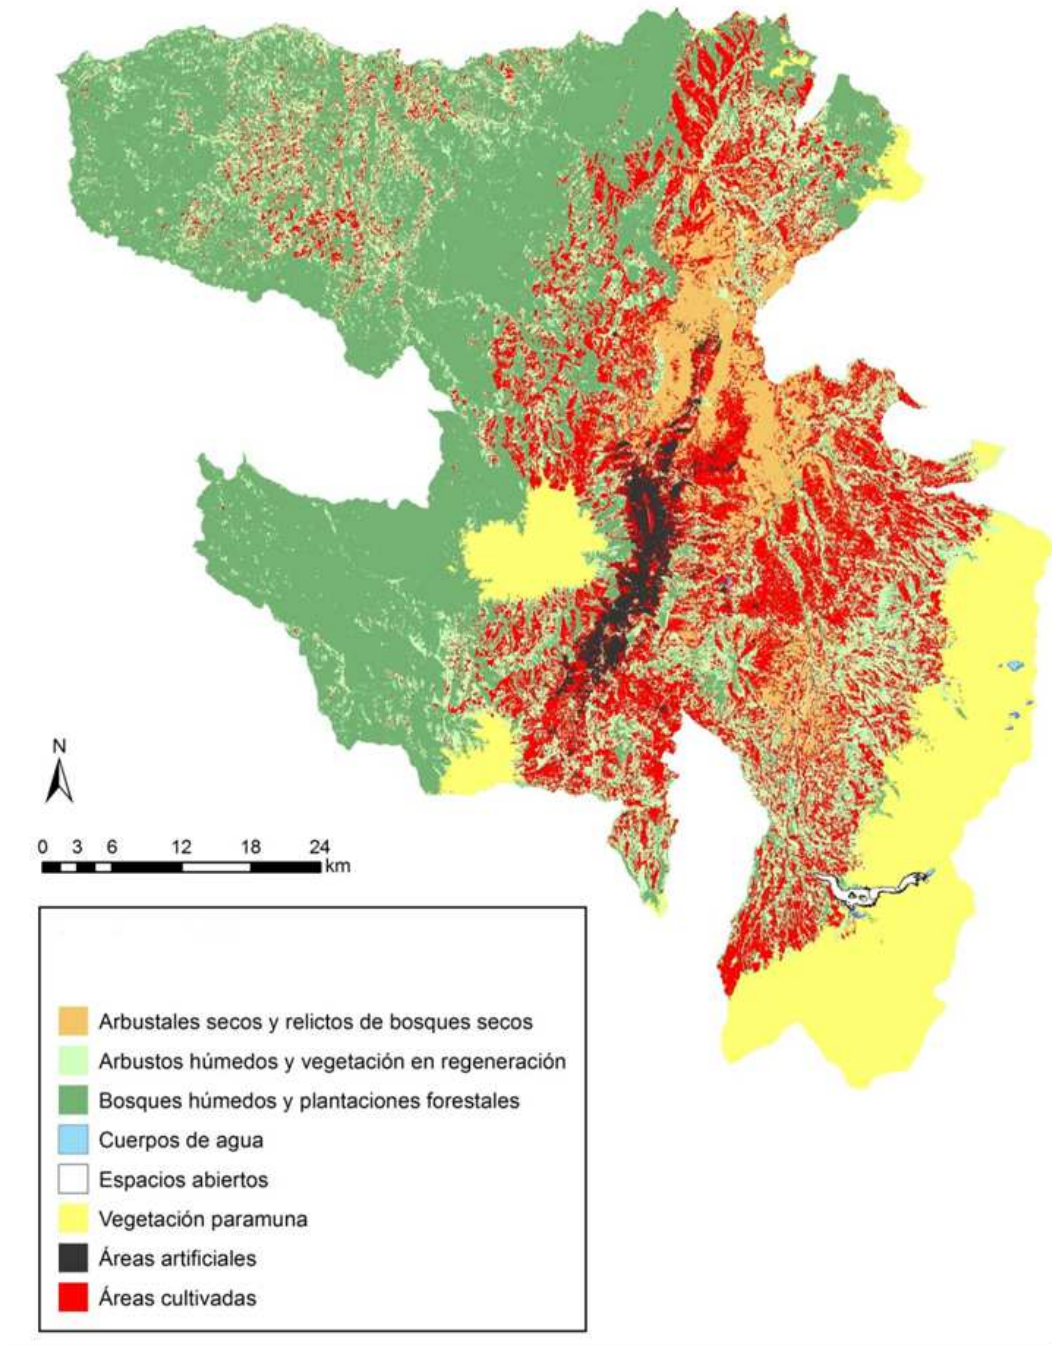 N
0 3 6 12 18 24
km
Arbustales secos y relictos de bosques secos
Arbustos húmedos y vegetación en regeneración
Bosques húmedos y plantaciones forestales
Cuerpos de agua
Espacios abiertos
Vegetación paramuna
Áreas artificiales
Áreas cultivadas